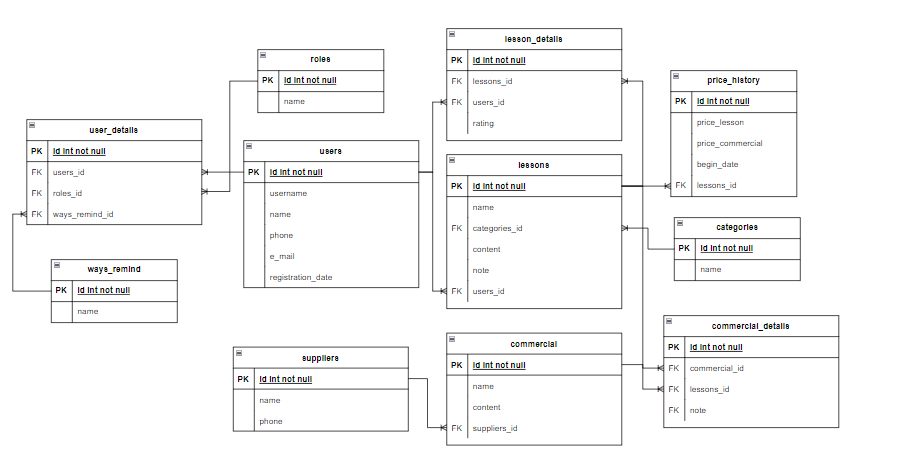 roles
PK id int not null
name
user_details
PK id int not null
FK users_id
FK roles_id
FK ways_remind_id
ways_remind
PK id int not null
name
users
PK id int not null
username
name
phone
e_mail
registration_date
suppliers
PK id int not null
name
phone
lesson_details
PK id int not null
FK lessons_id
FK users_id
rating
lessons
PK id int not null
name
FK categories_id
content
note
FK users_id
commercial
PK id int not null
name
content
FK suppliers_id
price_history
PK id int not null
price_lesson
price_commercial
begin_date
FK lessons_id
categories
PK id int not null
name
commercial_details
PK id int not null
FK commercial_id
FK lessons_id
FK note